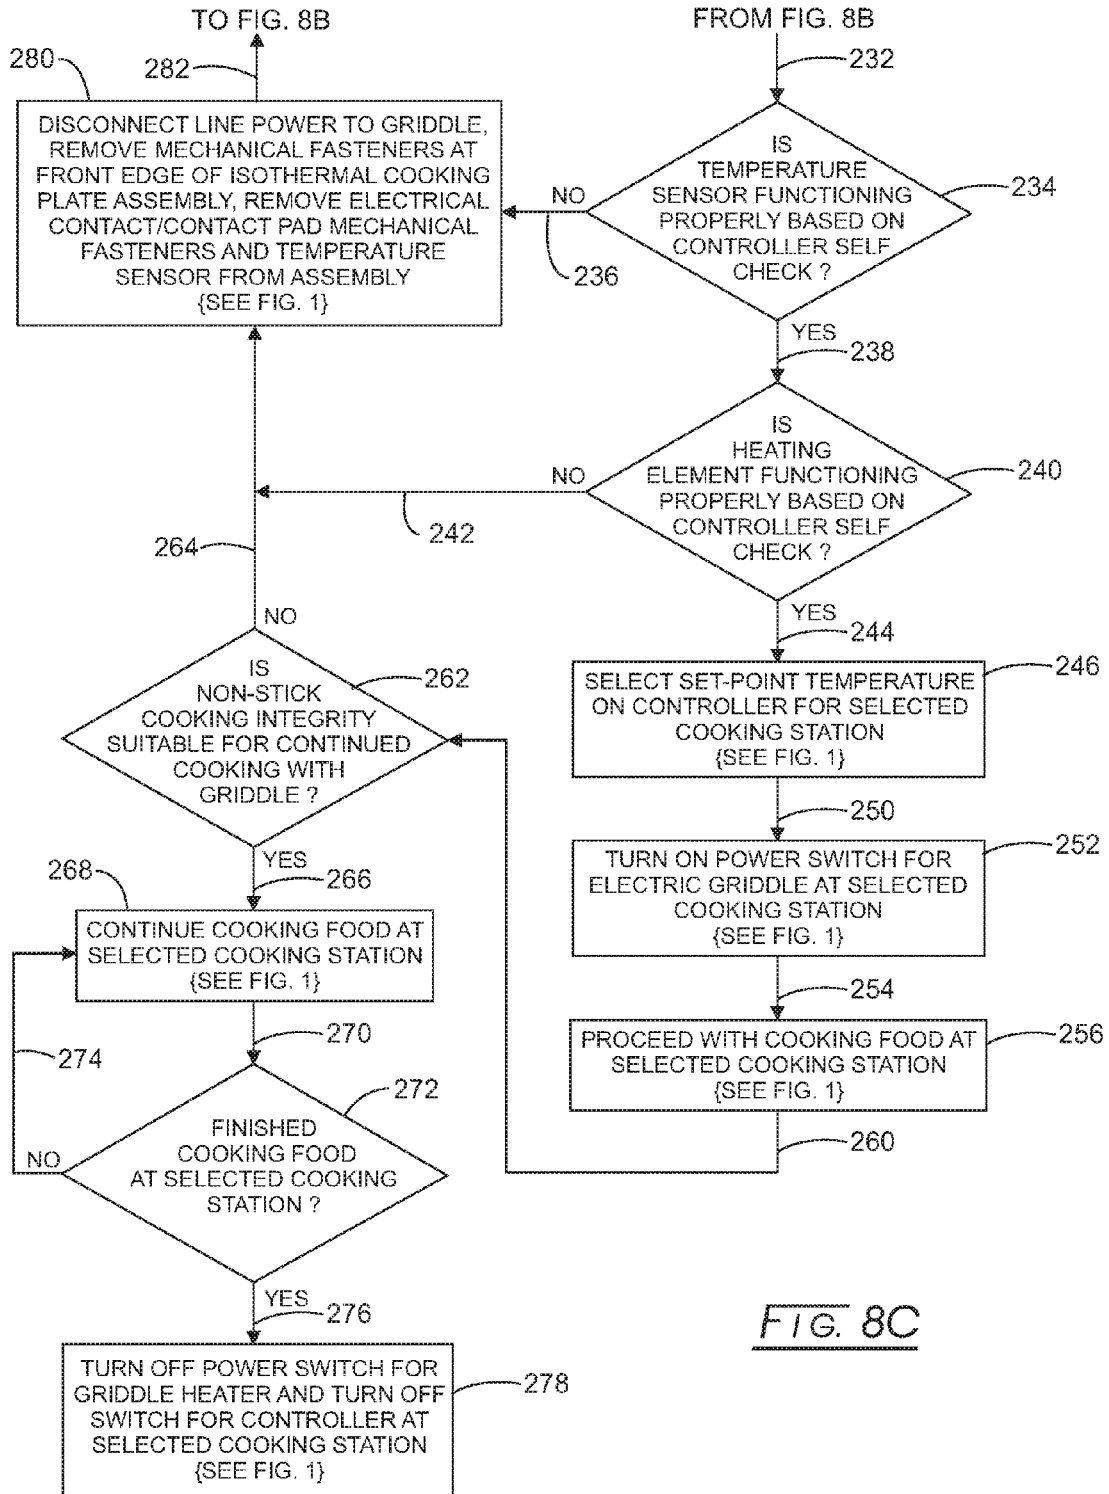 TO FIG. 8B
FROM FIG. 8B
280
282
232
DISCONNECT LINE POWER TO GRIDDLE,
REMOVE MECHANICAL FASTENERS AT
FRONT EDGE OF ISOTHERMAL COOKING
PLATE ASSEMBLY, REMOVE ELECTRICAL
CONTACT/CONTACT PAD MECHANICAL
FASTENERS AND TEMPERATURE
SENSOR FROM ASSEMBLY
{SEE FIG. 1}
NO
236
IS
TEMPERATURE
SENSOR FUNCTIONING
PROPERLY BASED ON
CONTROLLER SELF
CHECK ?
234
YES
238
IS
HEATING
ELEMENT FUNCTIONING
PROPERLY BASED ON
CONTROLLER SELF
CHECK ?
240
NO
242
264
YES
244
NO
IS
NON-STICK
COOKING INTEGRITY
SUITABLE FOR CONTINUED
COOKING WITH
GRIDDLE ?
262
SELECT SET-POINT TEMPERATURE
ON CONTROLLER FOR SELECTED
COOKING STATION
{SEE FIG. 1}
246
250
TURN ON POWER SWITCH FOR
ELECTRIC GRIDDLE AT SELECTED
COOKING STATION
{SEE FIG. 1}
252
YES
266
268
CONTINUE COOKING FOOD AT
SELECTED COOKING STATION
{SEE FIG. 1}
254
PROCEED WITH COOKING FOOD AT
SELECTED COOKING STATION
{SEE FIG. 1}
256
270
274
272
260
FINISHED
COOKING FOOD
AT SELECTED COOKING
STATION ?
NO
YES
276
TURN OFF POWER SWITCH FOR
GRIDDLE HEATER AND TURN OFF
SWITCH FOR CONTROLLER AT
SELECTED COOKING STATION
{SEE FIG. 1}
278
FIG. 8C